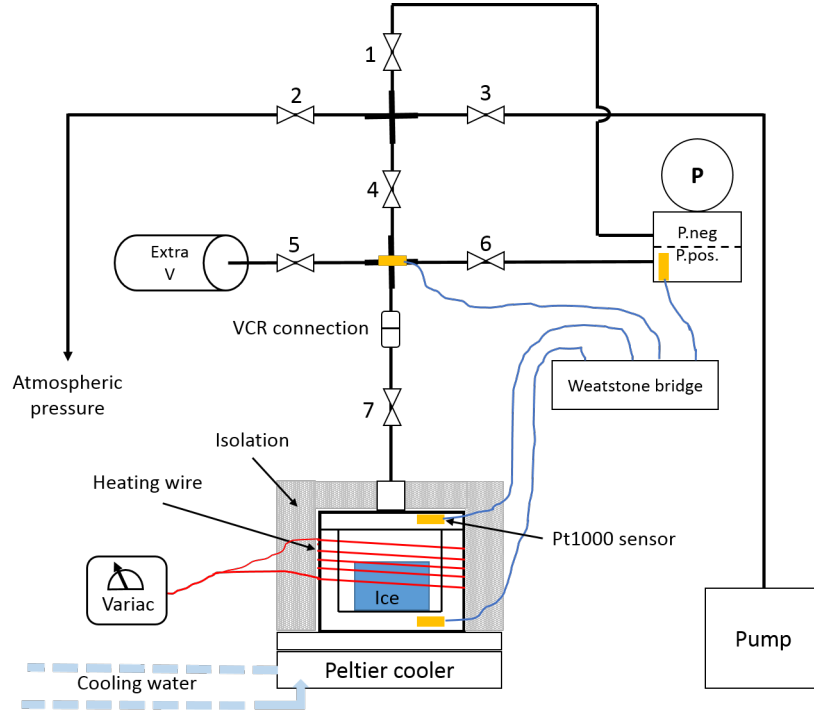 1
2
3
P
4
P.neg
P.pos.
Extra
V
5
6
VCR connection
Weatstone bridge
Atmospheric
pressure
7
Isolation
Heating wire
Pt1000 sensor
Variac
Ice
Pump
Peltier cooler
Cooling water